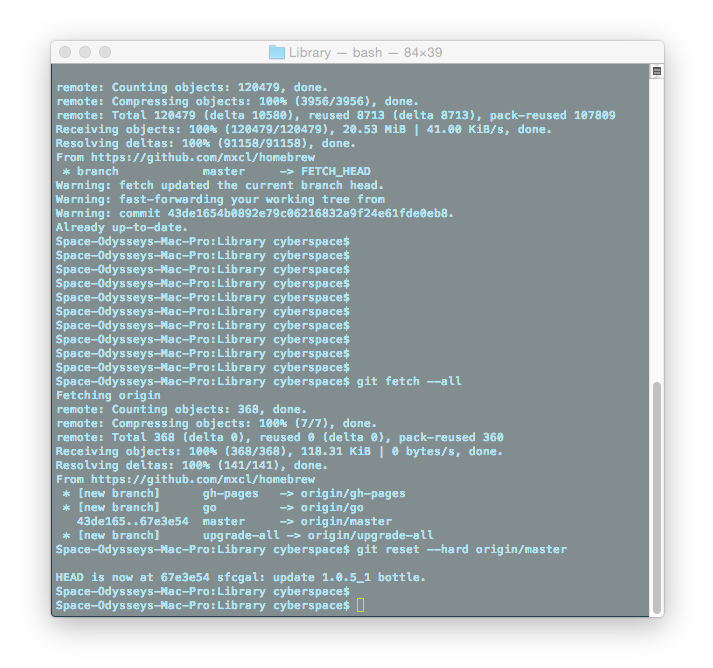 Library — bash — 84×39
remote: Counting objects: 120479, done.
remote: Compressing objects: 100% (3956/3956), done.
remote: Total 120479 (delta 10580), reused 8713 (delta 8713), pack-reused 107809
Receiving objects: 100% (120479/120479), 20.53 MiB | 41.00 KiB/s, done.
Resolving deltas: 100% (91158/91158), done.
From https://github.com/mxcl/homebrew
 * branch            master     -> FETCH_HEAD
Warning: fetch updated the current branch head.
Warning: fast-forwarding your working tree from
Warning: commit 43de1654b0892e79c06216832a9f24e61fde0eb8.
Already up-to-date.
Space-Odysseys-Mac-Pro:Library cyberspace$
Space-Odysseys-Mac-Pro:Library cyberspace$
Space-Odysseys-Mac-Pro:Library cyberspace$
Space-Odysseys-Mac-Pro:Library cyberspace$
Space-Odysseys-Mac-Pro:Library cyberspace$
Space-Odysseys-Mac-Pro:Library cyberspace$
Space-Odysseys-Mac-Pro:Library cyberspace$
Space-Odysseys-Mac-Pro:Library cyberspace$
Space-Odysseys-Mac-Pro:Library cyberspace$
Space-Odysseys-Mac-Pro:Library cyberspace$
Space-Odysseys-Mac-Pro:Library cyberspace$ git fetch --all
Fetching origin
remote: Counting objects: 368, done.
remote: Compressing objects: 100% (7/7), done.
remote: Total 368 (delta 0), reused 0 (delta 0), pack-reused 360
Receiving objects: 100% (368/368), 118.31 KiB | 0 bytes/s, done.
Resolving deltas: 100% (141/141), done.
From https://github.com/mxcl/homebrew
 * [new branch]      gh-pages   -> origin/gh-pages
 * [new branch]      go         -> origin/go
   43de165..67e3e54  master     -> origin/master
 * [new branch]      upgrade-all -> origin/upgrade-all
Space-Odysseys-Mac-Pro:Library cyberspace$ git reset --hard origin/master
HEAD is now at 67e3e54 sfcgal: update 1.0.5_1 bottle.
Space-Odysseys-Mac-Pro:Library cyberspace$
Space-Odysseys-Mac-Pro:Library cyberspace$